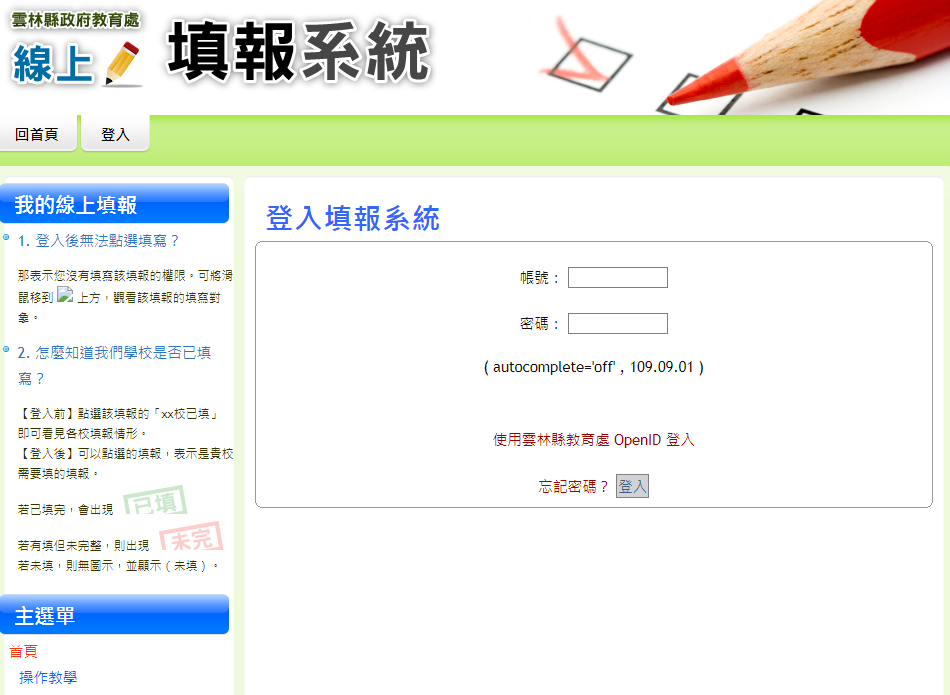 雲林縣政府教育處
線上
填報系統
回首頁
登入
我的線上填報
1. 登入後無法點選填寫？
那表示您沒有填寫該填報的權限。可將滑
鼠移到 上方，觀看該填報的填寫對
象。
2. 怎麼知道我們學校是否已填
寫？
【登入前】點選該填報的「xx校已填」
即可看見各校填報情形。
【登入後】可以點選的填報，表示是貴校
需要填的填報。
若已填完，會出現 已填
若有填但未完整，則出現 未完
若未填，則無圖示，並顯示（未填）。
主選單
首頁
操作教學
登入填報系統
帳號：
密碼：
( autocomplete='off' , 109.09.01 )
使用雲林縣教育處 OpenID 登入
忘記密碼？ 登入